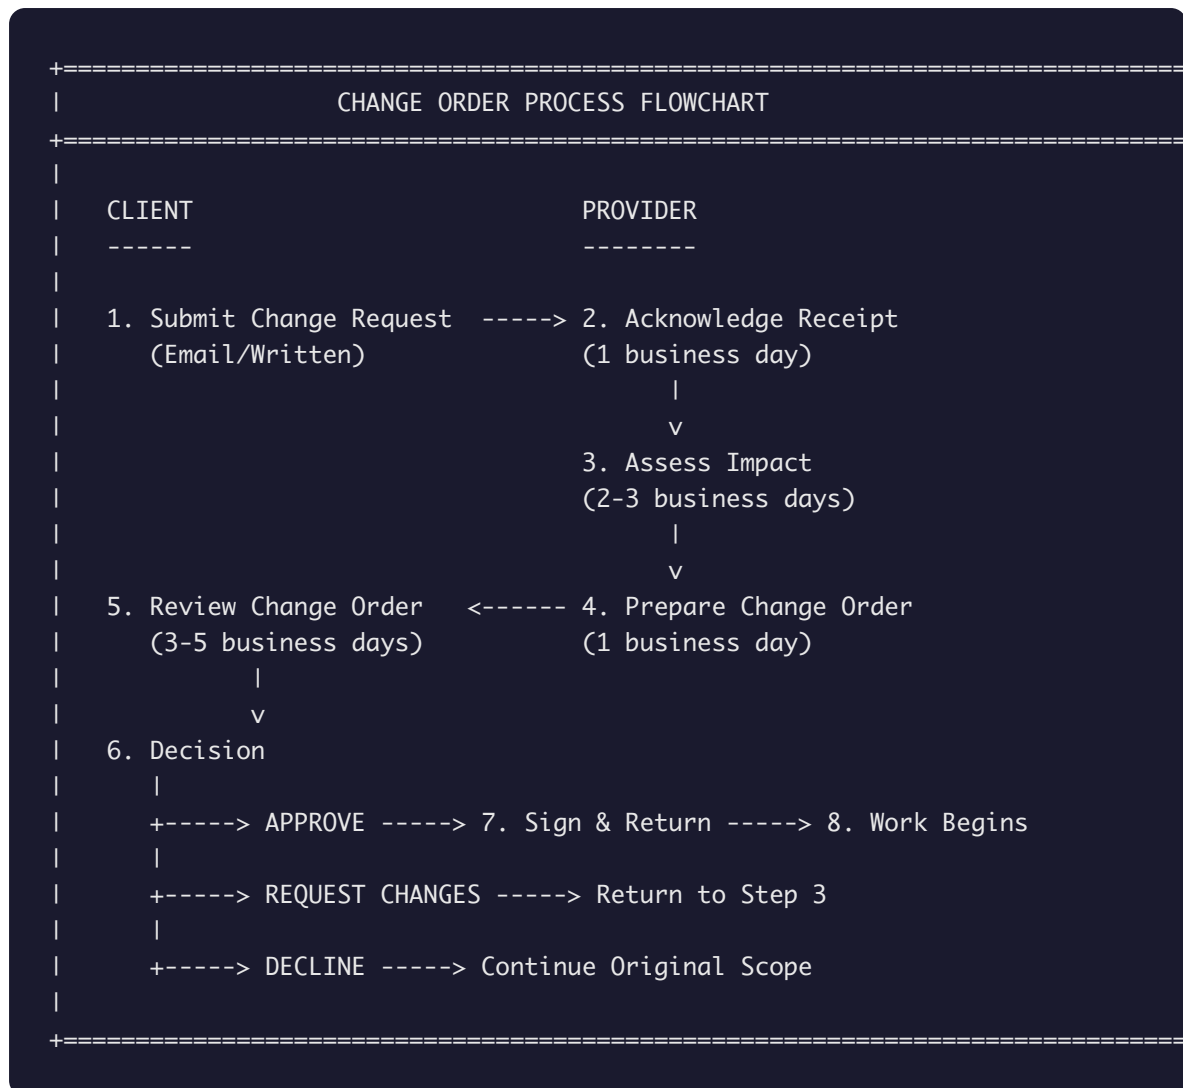 +==============================================================================
|                   CHANGE ORDER PROCESS FLOWCHART
+==============================================================================
|
|   CLIENT                           PROVIDER
|   ------                           --------
|
|   1. Submit Change Request  -----> 2. Acknowledge Receipt
|      (Email/Written)               (1 business day)
|                                          |
|                                          v
|                                    3. Assess Impact
|                                    (2-3 business days)
|                                          |
|                                          v
|   5. Review Change Order   <------ 4. Prepare Change Order
|      (3-5 business days)           (1 business day)
|             |
|             v
|   6. Decision
|      |
|      +-----> APPROVE -----> 7. Sign & Return -----> 8. Work Begins
|      |
|      +-----> REQUEST CHANGES -----> Return to Step 3
|      |
|      +-----> DECLINE -----> Continue Original Scope
|
+==============================================================================